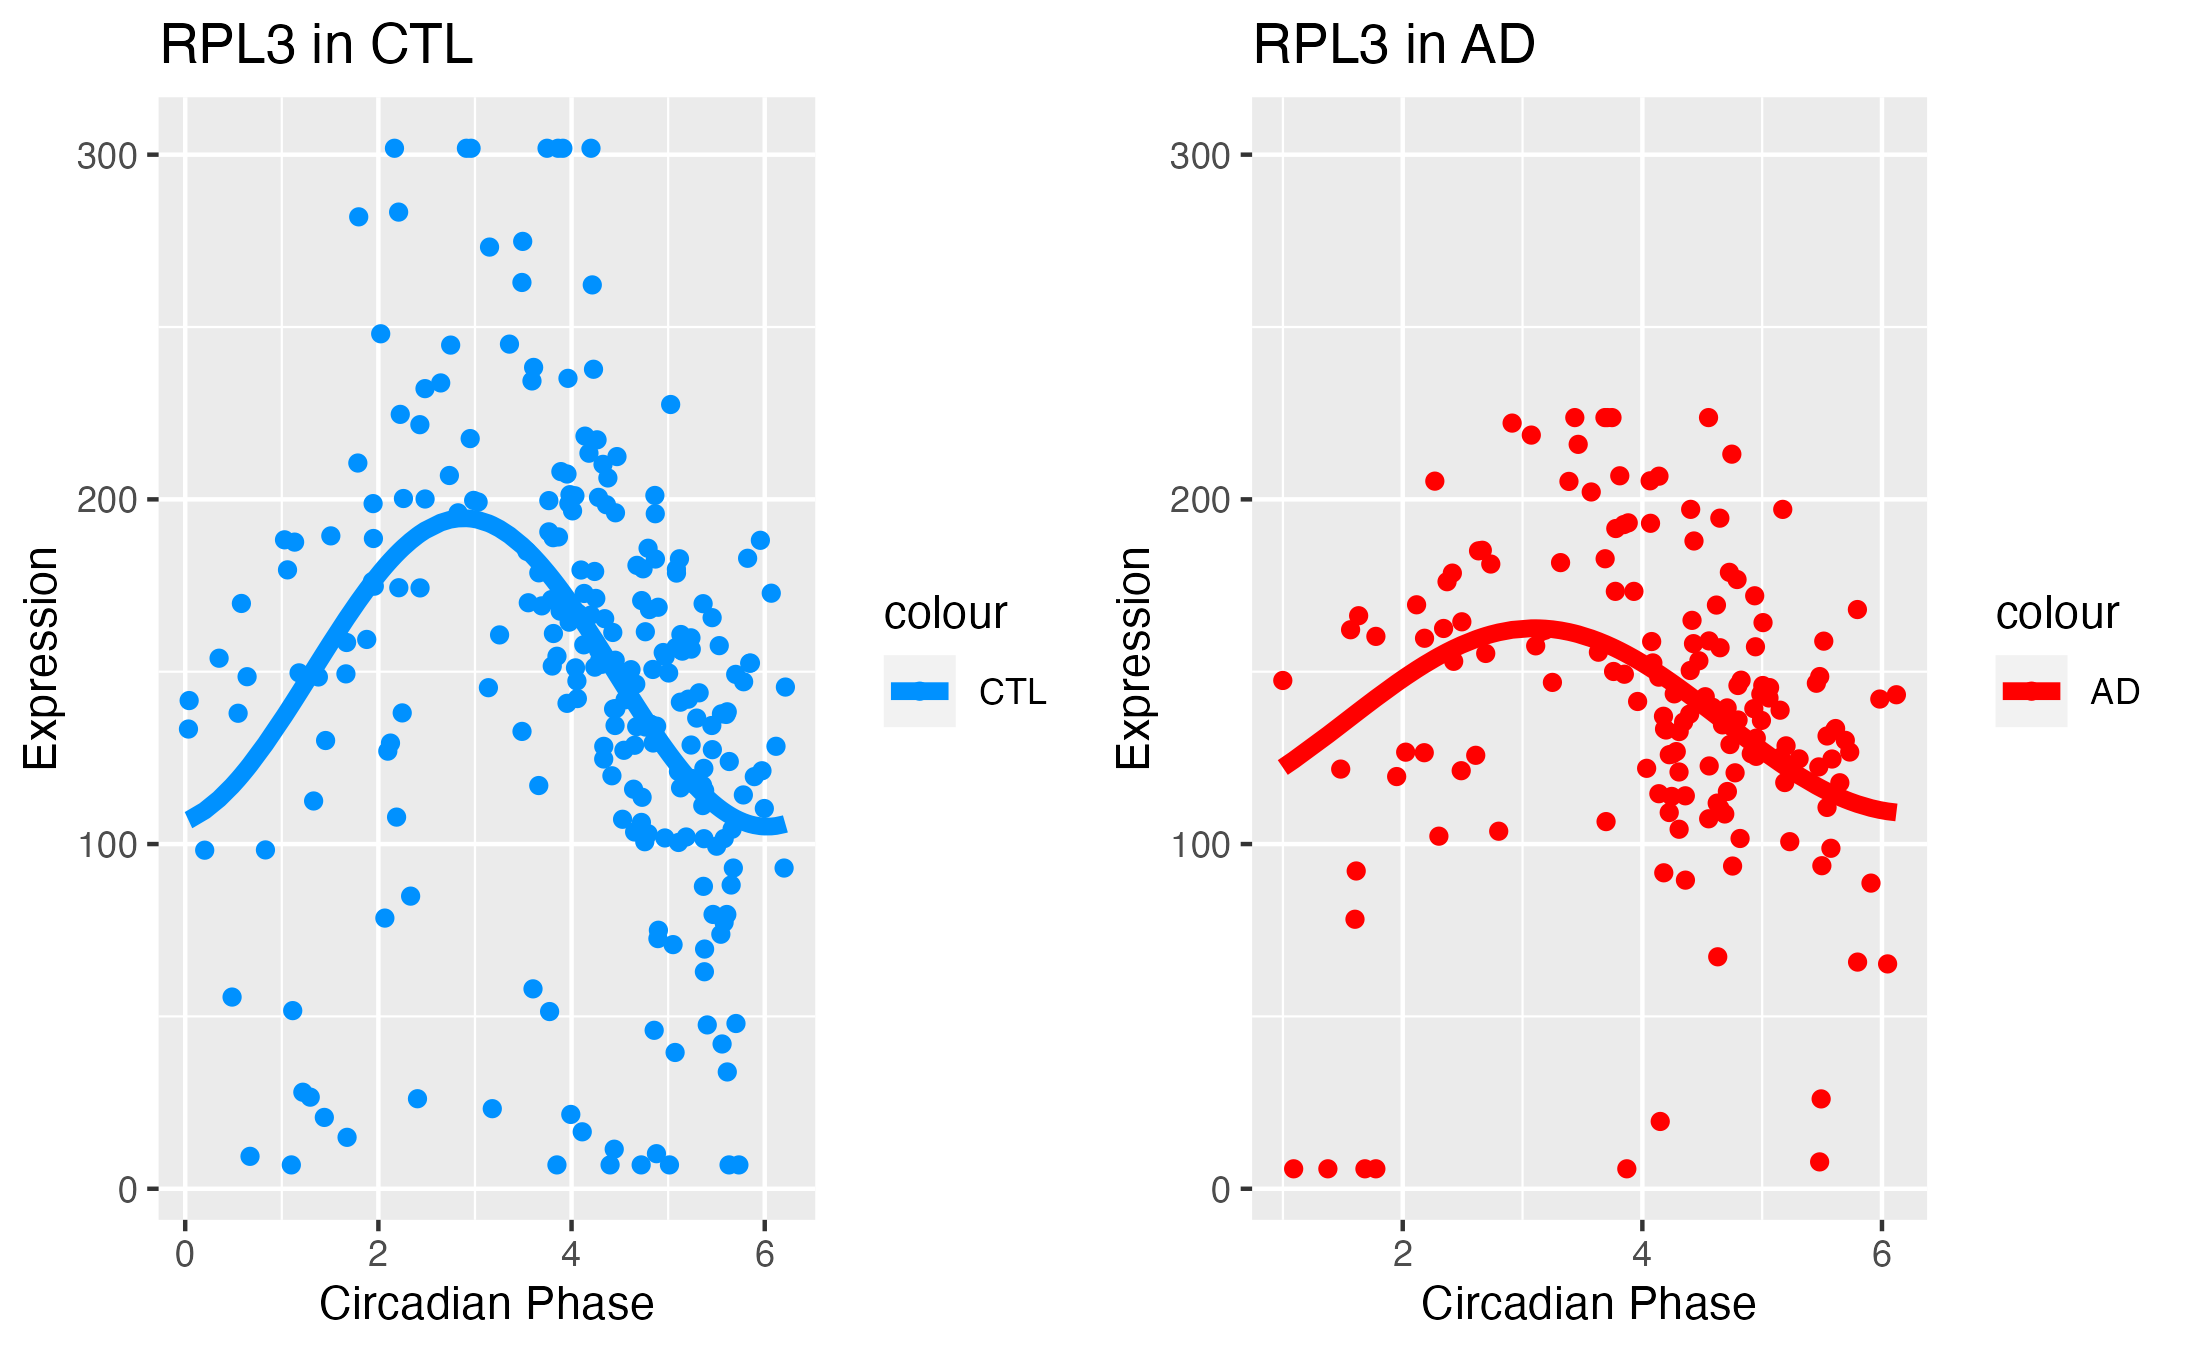 RPL3 in CTL
300
200
100
0
Expression
0 2 4 6
Circadian Phase
colour
CTL
RPL3 in AD
300
200
100
0
Expression
2 4 6
Circadian Phase
colour
AD